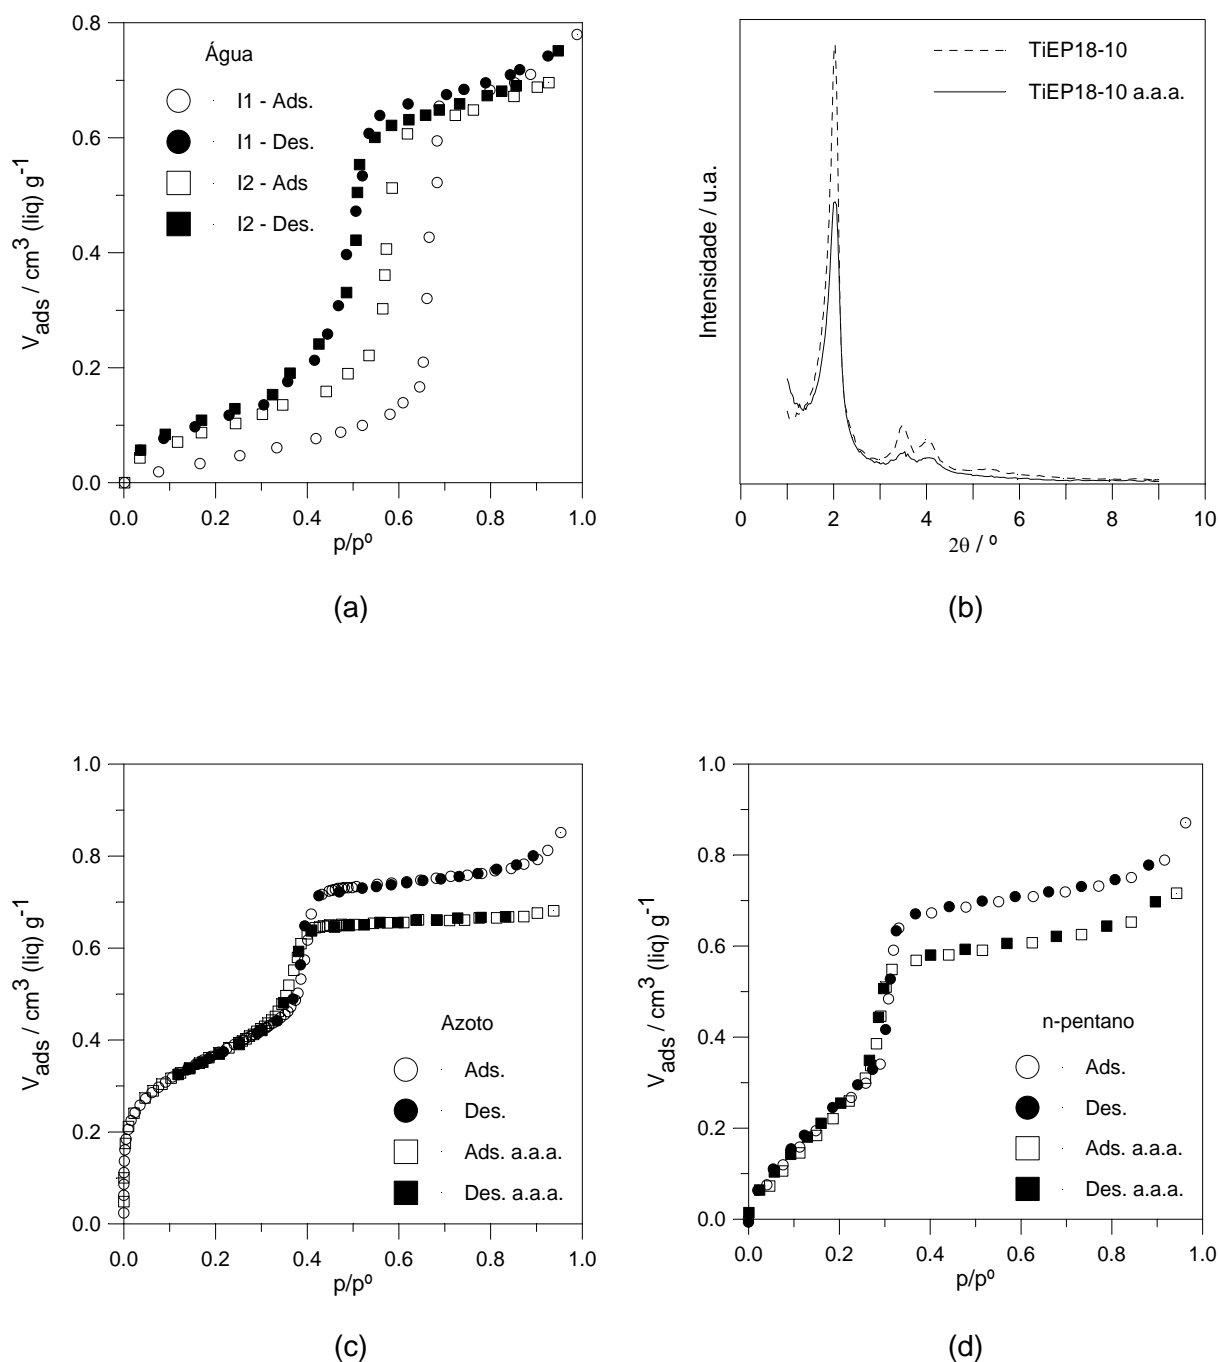 0.8
0.6
0.4
0.2
0.0
V_ads / cm³ (liq) g⁻¹
Água
I1 - Ads.
I1 - Des.
I2 - Ads
I2 - Des.
0.0 0.2 0.4 0.6 0.8 1.0
p/pº
(a)
Intensidade / u.a.
TiEP18-10
TiEP18-10 a.a.a.
0 2 4 6 8 10
2θ / º
(b)
1.0
0.8
0.6
0.4
0.2
0.0
V_ads / cm³ (liq) g⁻¹
Azoto
Ads.
Des.
Ads. a.a.a.
Des. a.a.a.
0.0 0.2 0.4 0.6 0.8 1.0
p/pº
(c)
1.0
0.8
0.6
0.4
0.2
0.0
V_ads / cm³ (liq) g⁻¹
n-pentano
Ads.
Des.
Ads. a.a.a.
Des. a.a.a.
0.0 0.2 0.4 0.6 0.8 1.0
p/pº
(d)